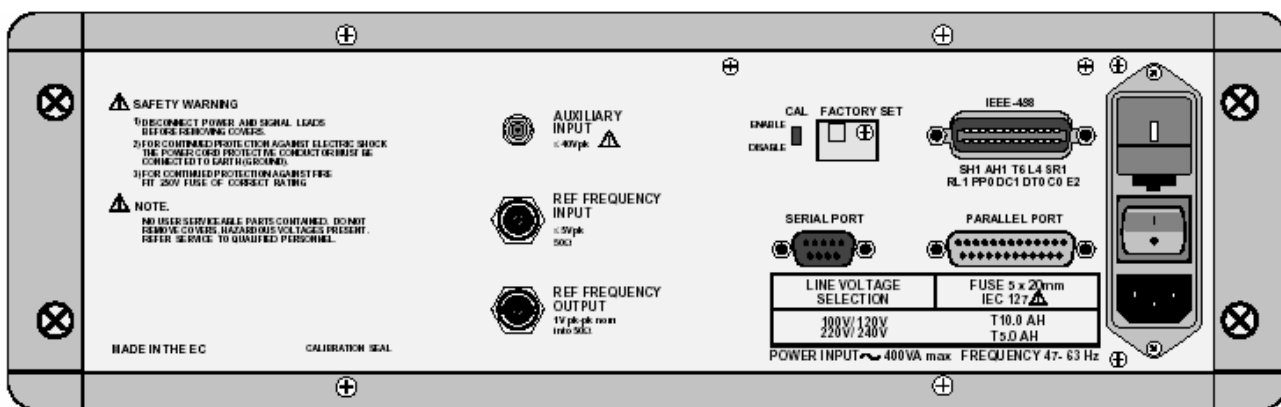 SAFETY WARNING
1) DISCONNECT POWER AND SIGNAL LEADS
BEFORE REMOVING COVERS.
2) FOR CONTINUED PROTECTION AGAINST ELECTRIC SHOCK
THE POWER CORD PROTECTIVE CONDUCTOR MUST BE
CONNECTED TO EARTH (GROUND).
3) FOR CONTINUED PROTECTION AGAINST FIRE
FIT 250V FUSE OF CORRECT RATING
NOTE.
NO USER SERVICEABLE PARTS CONTAINED. DO NOT
REMOVE COVERS, HAZARDOUS VOLTAGES PRESENT.
REFER SERVICE TO QUALIFIED PERSONNEL.
MADE IN THE EC
CALIBRATION SEAL
AUXILIARY
INPUT
≤ 40Vpk
REF FREQUENCY
INPUT
≤ 5Vpk
50Ω
REF FREQUENCY
OUTPUT
1V pk-pk nom
into 50Ω
CAL FACTORY SET
ENABLE
DISABLE
IEEE-488
SH1 AH1 T6 L4 SR1
RL1 PP0 DC1 DT0 C0 E2
SERIAL PORT
PARALLEL PORT
LINE VOLTAGE
SELECTION
FUSE 5 x 20mm
IEC 127
100V/120V
220V/240V
T10.0 AH
T5.0 AH
POWER INPUT 400VA max FREQUENCY 47-63 Hz